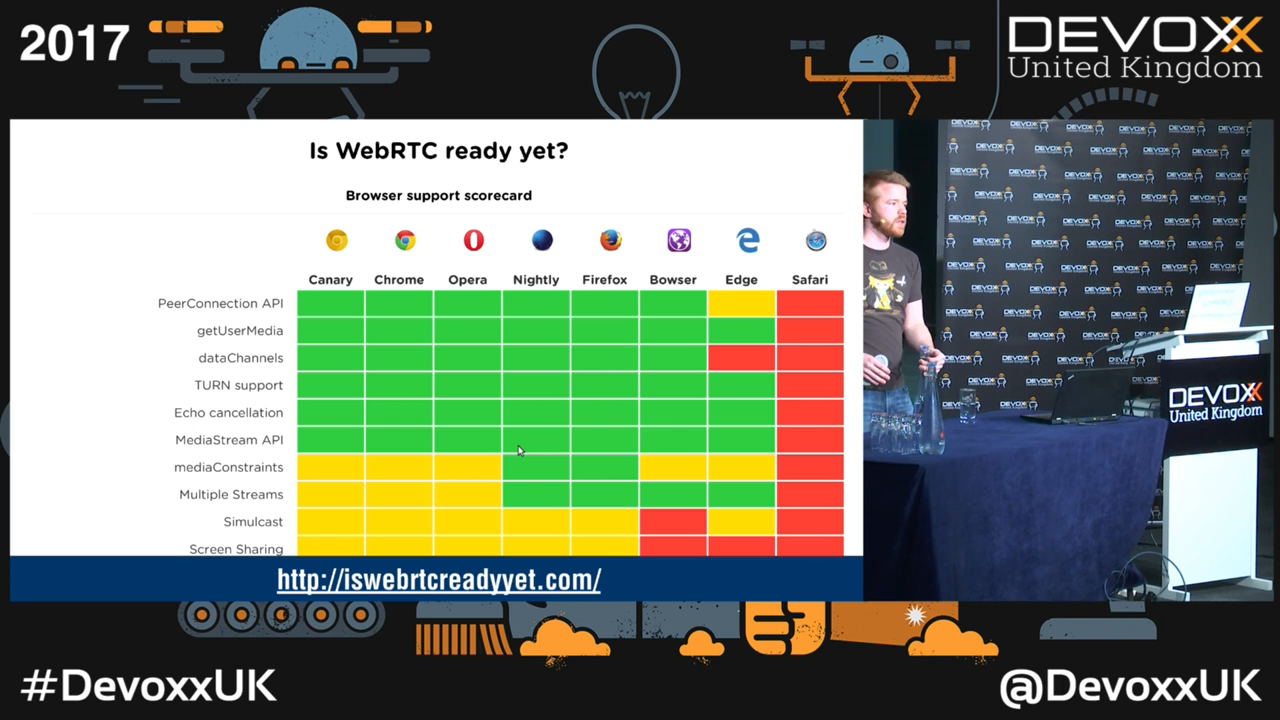 2017
DEVOXX
United Kingdom
Is WebRTC ready yet?
Browser support scorecard
Canary Chrome Opera Nightly Firefox Bowser Edge Safari
PeerConnection API
getUserMedia
dataChannels
TURN support
Echo cancellation
MediaStream API
mediaConstraints
Multiple Streams
Simulcast
Screen Sharing
http://iswebrtcreadyyet.com/
DEVOXX
United Kingdom
#DevoxxUK
@DevoxxUK